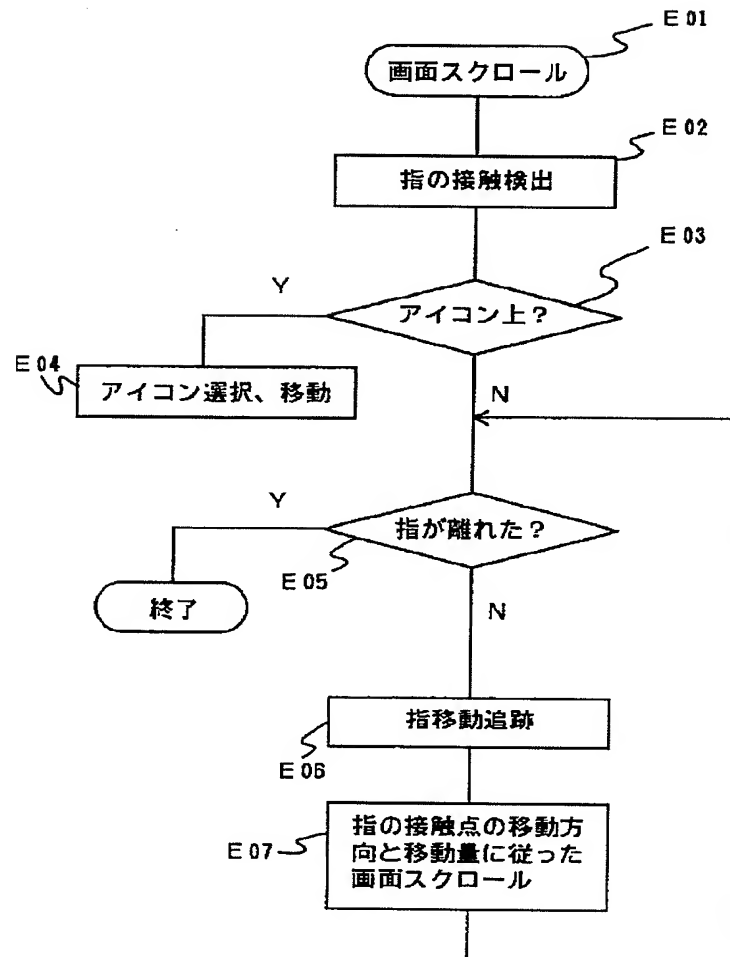 E 01
画面スクロール
E 02
指の接触検出
E 03
Y
アイコン上？
E 04
アイコン選択、移動
N
Y
指が離れた？
E 05
終了
N
指移動追跡
E 06
指の接触点の移動方
向と移動量に従った
画面スクロール
E 07